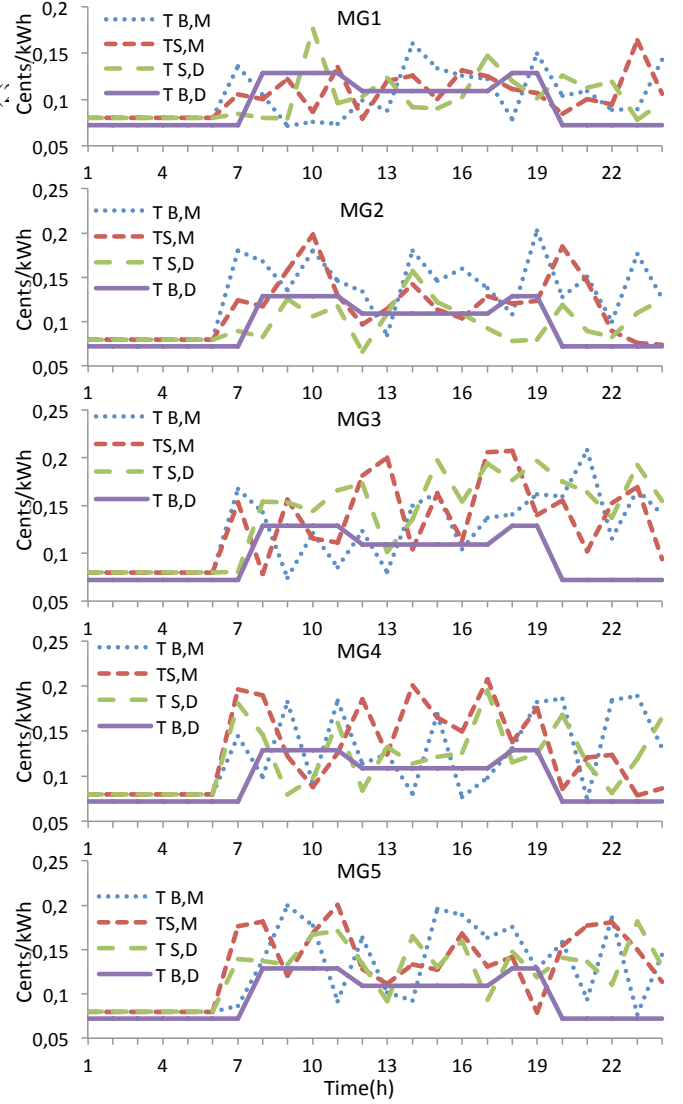 MG1
0,2
0,15
0,1
0,05
Cents/kWh
T B,M
TS,M
T S,D
T B,D
1 4 7 10 13 16 19 22
MG2
0,25
0,2
0,15
0,1
0,05
Cents/kWh
T B,M
TS,M
T S,D
T B,D
1 4 7 10 13 16 19 22
MG3
0,25
0,2
0,15
0,1
0,05
Cents/kWh
T B,M
TS,M
T S,D
T B,D
1 4 7 10 13 16 19 22
MG4
0,25
0,2
0,15
0,1
0,05
Cents/kWh
T B,M
TS,M
T S,D
T B,D
1 4 7 10 13 16 19 22
MG5
0,25
0,2
0,15
0,1
0,05
Cents/kWh
T B,M
TS,M
T S,D
T B,D
1 4 7 10 13 16 19 22
Time(h)